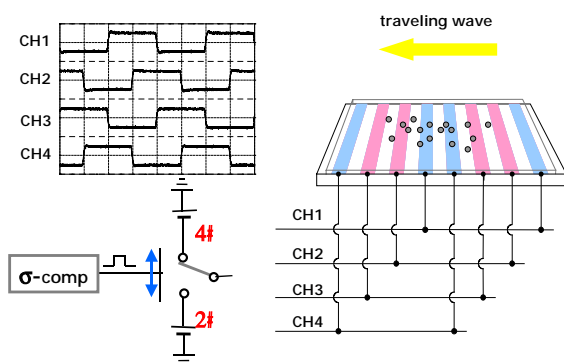 CH1
CH2
CH3
CH4
4#
σ-comp
2#
traveling wave
CH1
CH2
CH3
CH4